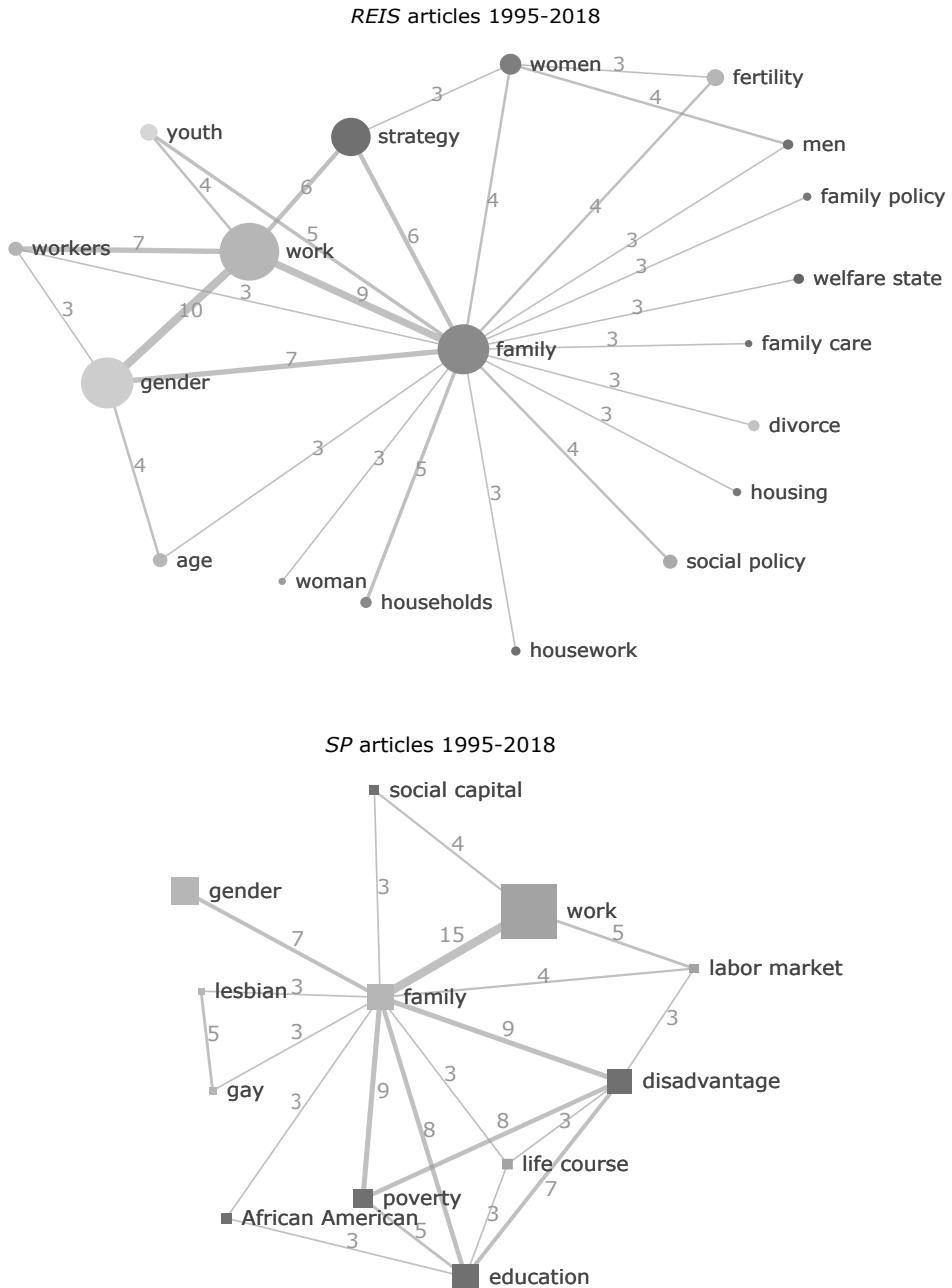 REIS articles 1995-2018
women
3
fertility
3
4
youth
strategy
men
4
6
family policy
4
4
workers
7
work
5
6
3
3
welfare state
3
9
3
3
10
family
3
family care
7
gender
3
3
divorce
3
4
3
3
4
5
3
housing
age
social policy
woman
households
housework
SP articles 1995-2018
social capital
4
gender
3
work
7
15
5
labor market
4
lesbian
3
family
5
3
9
3
disadvantage
gay
3
9
3
8
8
3
life course
7
poverty
African American
3
5
3
education